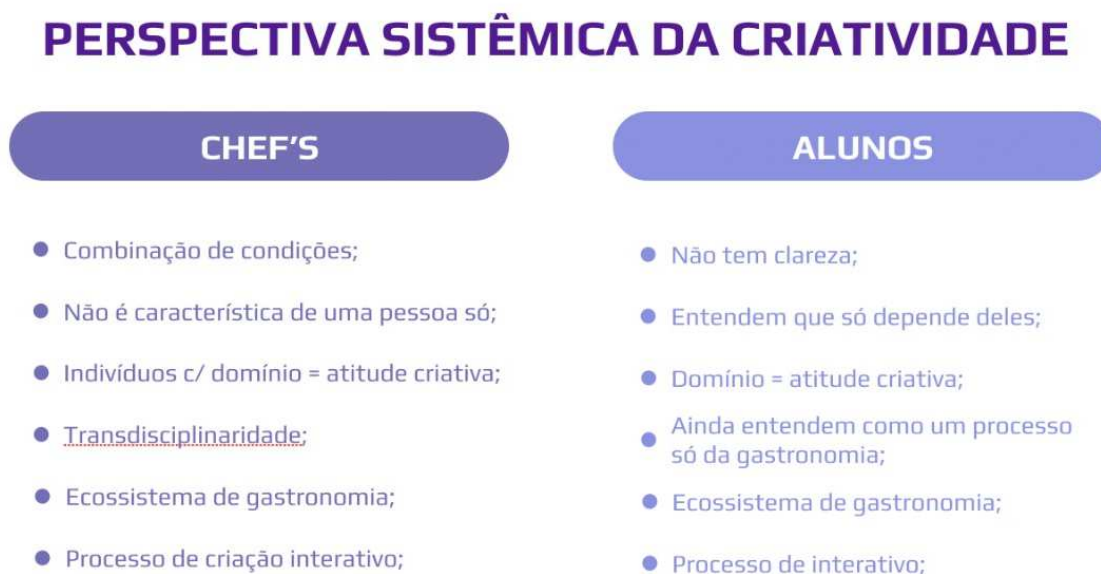 PERSPECTIVA SISTÊMICA DA CRIATIVIDADE
CHEF'S
● Combinação de condições;
● Não é característica de uma pessoa só;
● Indivíduos c/ domínio = atitude criativa;
● Transdisciplinaridade;
● Ecossistema de gastronomia;
● Processo de criação interativo;
ALUNOS
● Não tem clareza;
● Entendem que só depende deles;
● Domínio = atitude criativa;
● Ainda entendem como um processo
só da gastronomia;
● Ecossistema de gastronomia;
● Processo de interativo;